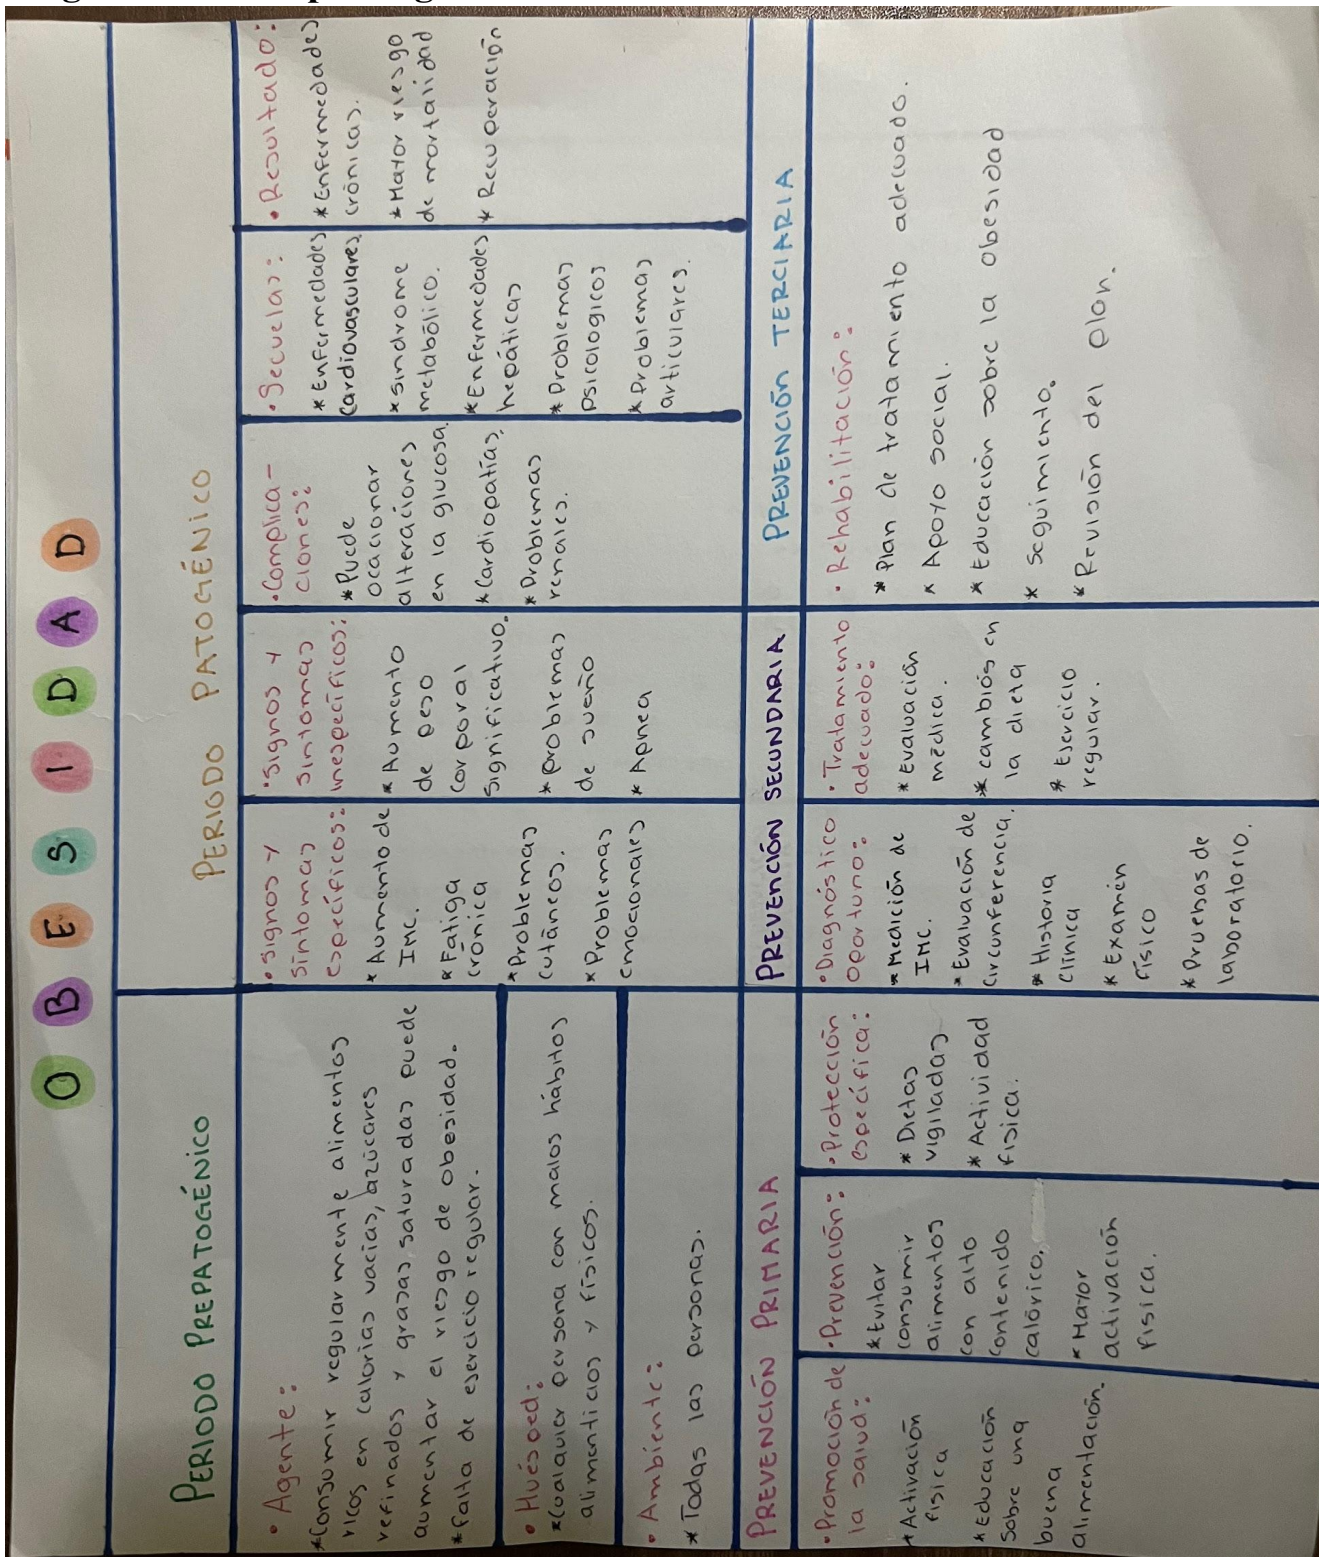 OBESIDAD
PERIODO PREPATOGÉNICO
• Agente:
*Consumir regularmente alimentos
ricos en calorías vacías, azúcares
refinados y grasas saturadas puede
aumentar el riesgo de obesidad.
*falta de ejercicio regular.
• Huésped:
*Cualquier persona con malos hábitos
alimenticios y físicos.
• Ambiente:
* Todas las personas.
PERIODO PATOGÉNICO
• Signos y
síntomas
específicos:
* Aumento de
IMC.
* Fatiga
crónica
*Problemas
cutáneos.
*Problemas
emocionales
• Signos y
síntomas
inespecíficos:
* Aumento
de peso
corporal
significativo.
*problemas
de sueño
* Apnea
• Complica-
ciones:
*Puede
ocacionar
alteraciones
en la glucosa.
*Cardiopatías.
*Problemas
renales.
• Secuelas:
*Enfermedades
cardiovasculares.
*síndrome
metabólico.
*Enfermedades
hepáticas
*Problemas
psicologicos
*Problemas
articulares.
• Resultado:
*Enfermedades
crónicas.
*Mayor riesgo
de mortalidad
* Recuperación
PREVENCIÓN PRIMARIA
• Promoción de
la salud:
*Activación
física
*Educación
sobre una
buena
alimentación.
• Prevención:
*Evitar
consumir
alimentos
con alto
contenido
calórico.
*Mayor
activación
física.
• Protección
específica:
* Dietas
vigiladas
*Actividad
física.
PREVENCIÓN SECUNDARIA
• Diagnóstico
oportuno:
*Medición de
IMC.
*Evaluación de
circunferencia.
* Historia
clínica
* Examen
físico
*Pruebas de
laboratorio.
• Tratamiento
adecuado:
*Evaluación
médica.
* cambios en
la dieta
* Ejercicio
regular.
PREVENCIÓN TERCIARIA
• Rehabilitación:
*Plan de tratamiento adecuado.
* Apoyo social.
* Educación sobre la obesidad
* Seguimiento.
*Revisión del plan.